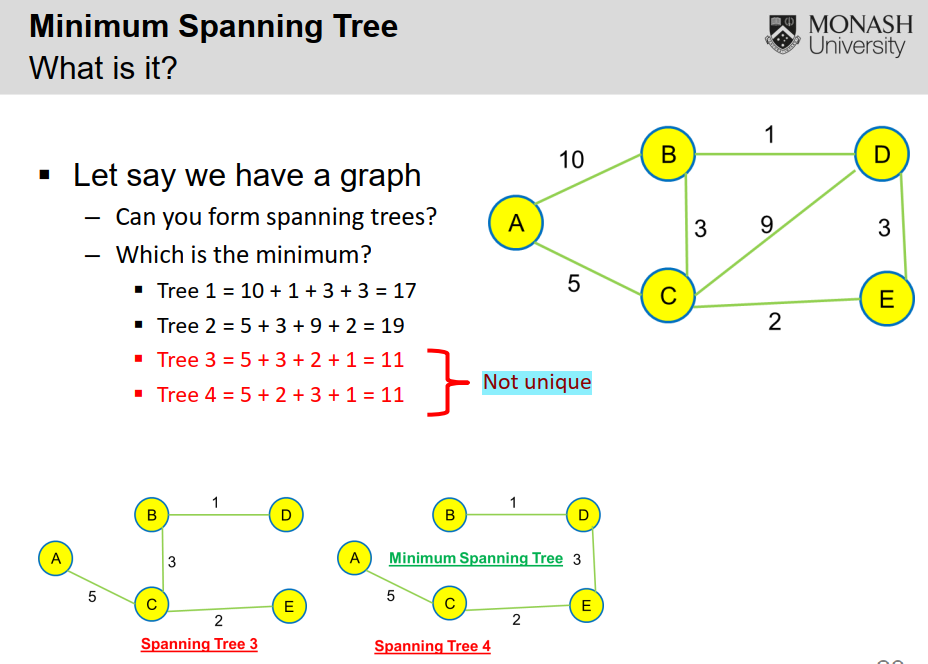 Minimum Spanning Tree
What is it?
MONASH
University
▪ Let say we have a graph
– Can you form spanning trees?
– Which is the minimum?
▪ Tree 1 = 10 + 1 + 3 + 3 = 17
▪ Tree 2 = 5 + 3 + 9 + 2 = 19
▪ Tree 3 = 5 + 3 + 2 + 1 = 11
▪ Tree 4 = 5 + 2 + 3 + 1 = 11
Not unique
1
10
B
D
A
3
9
3
5
C
E
2
1
B
D
A
3
5
C
E
2
Spanning Tree 3
1
B
D
A
Minimum Spanning Tree
3
5
C
E
2
Spanning Tree 4